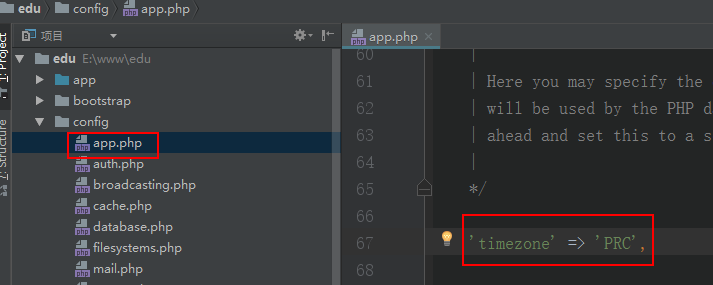 edu config app.php
1: Project
项目
app.php
edu E:\www\edu
app
bootstrap
config
app.php
auth.php
broadcasting.php
cache.php
database.php
filesystems.php
mail.php
7: Structure
60 |
61 | Here you may specify the
62 | will be used by the PHP d
63 | ahead and set this to a s
64 |
65 */
66
67 'timezone' => 'PRC',
68